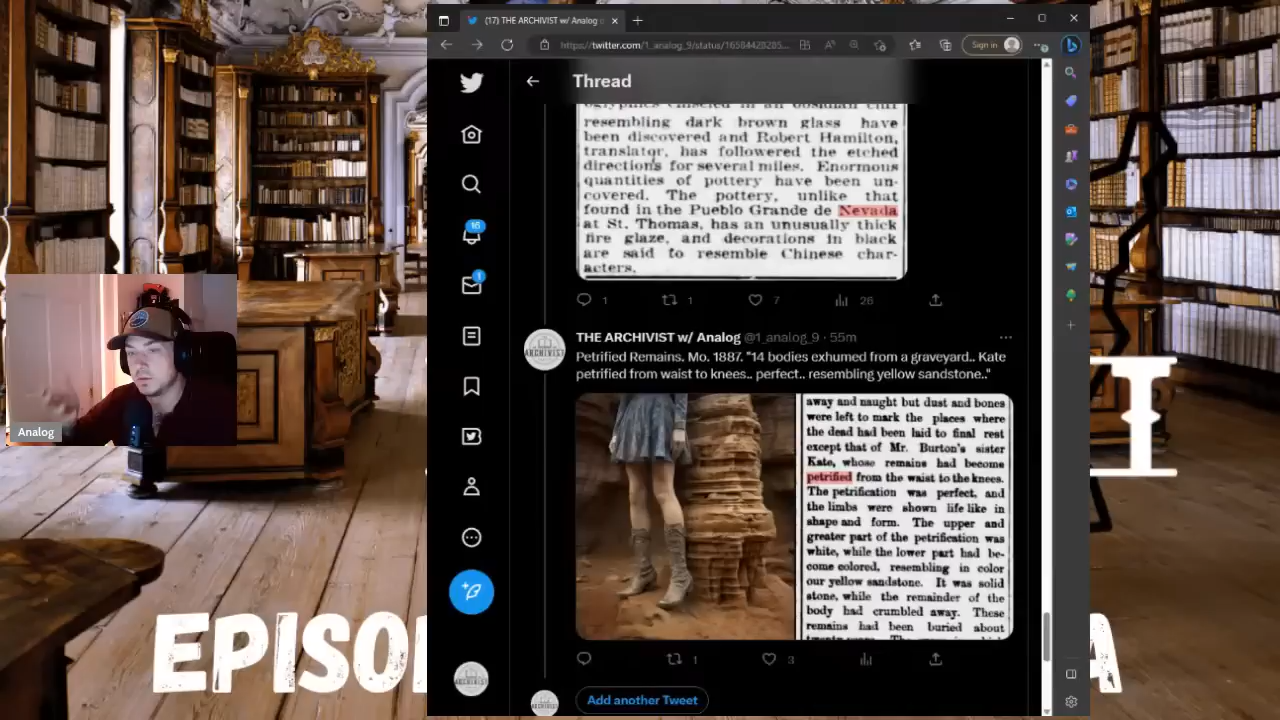 (17) THE ARCHIVIST w/ Analog
https://twitter.com/1_analog_9/status/16584428285...
Sign in
Thread
resembling dark brown glass have
been discovered and Robert Hamilton,
translator, has followed the etched
directions for several miles. Enormous
quantities of pottery have been un-
covered. The pottery, unlike that
found in the Pueblo Grande de Nevada
at St. Thomas, has an unusually thick
fire glaze, and decorations in black
are said to resemble Chinese char-
acters.
1 1 7 26
16
1
THE ARCHIVIST w/ Analog @1_analog_9 · 55m
Petrified Remains. Mo. 1887. "14 bodies exhumed from a graveyard.. Kate
petrified from waist to knees.. perfect.. resembling yellow sandstone.."
away and naught but dust and bones
were left to mark the places where
the dead had been laid to final rest
except that of Mr. Burton's sister
Kate, whose remains had become
petrified from the waist to the knees.
The petrification was perfect, and
the limbs were shown life like in
shape and form. The upper and
greater part of the petrification was
white, while the lower part had be-
come colored, resembling in color
our yellow sandstone. It was solid
stone, while the remainder of the
body had crumbled away. These
remains had been buried about
1 3
Add another Tweet
ARCHIVIST
Analog
EPISO
I
A